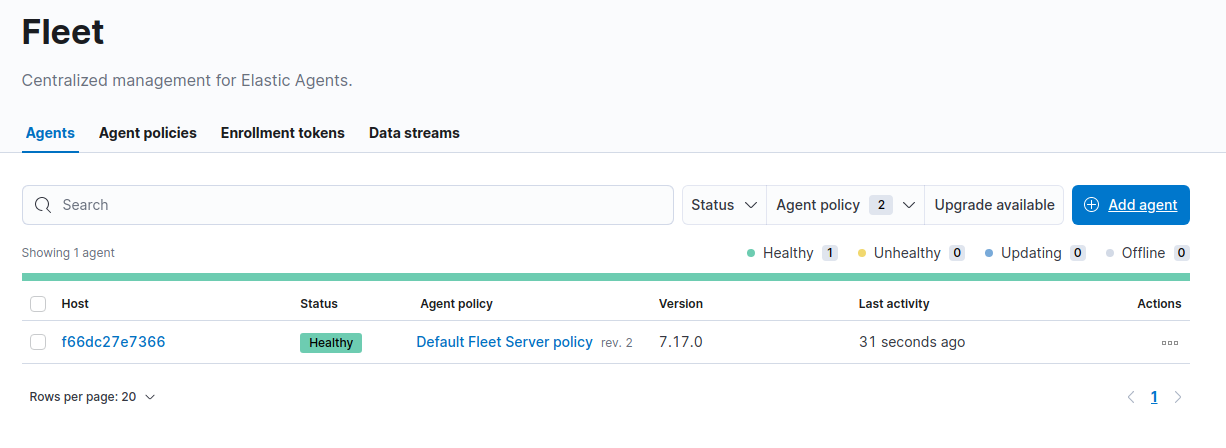 Fleet
Centralized management for Elastic Agents.
Agents Agent policies Enrollment tokens Data streams
Search Status Agent policy 2 Upgrade available Add agent
Showing 1 agent Healthy 1 Unhealthy 0 Updating 0 Offline 0
Host Status Agent policy Version Last activity Actions
f66dc27e7366 Healthy Default Fleet Server policy rev. 2 7.17.0 31 seconds ago
Rows per page: 20 1